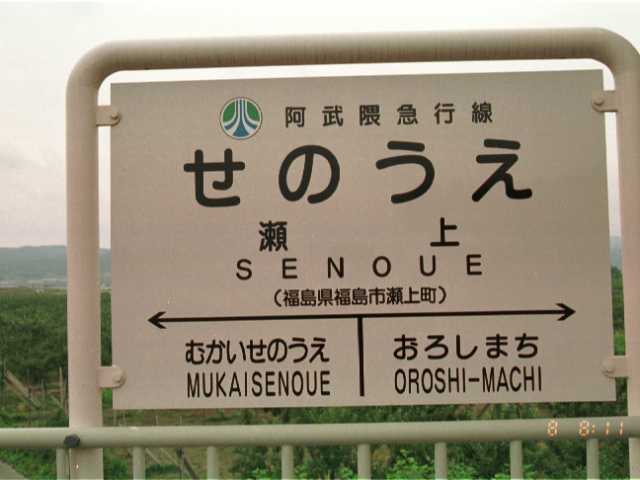 阿武隈急行線
せのうえ
瀬上
SENOUE
(福島県福島市瀬上町)
むかいせのうえ おろしまち
MUKAISENOUE OROSHI-MACHI
8 8:11